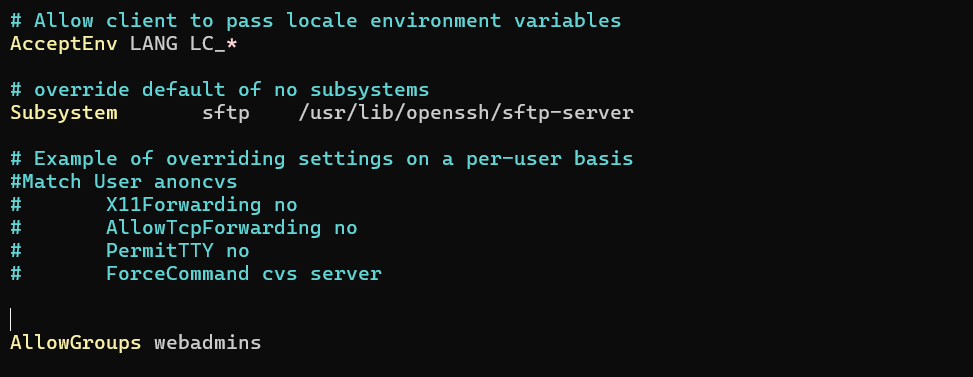 # Allow client to pass locale environment variables
AcceptEnv LANG LC_*
# override default of no subsystems
Subsystem       sftp    /usr/lib/openssh/sftp-server
# Example of overriding settings on a per-user basis
#Match User anoncvs
#       X11Forwarding no
#       AllowTcpForwarding no
#       PermitTTY no
#       ForceCommand cvs server
AllowGroups webadmins